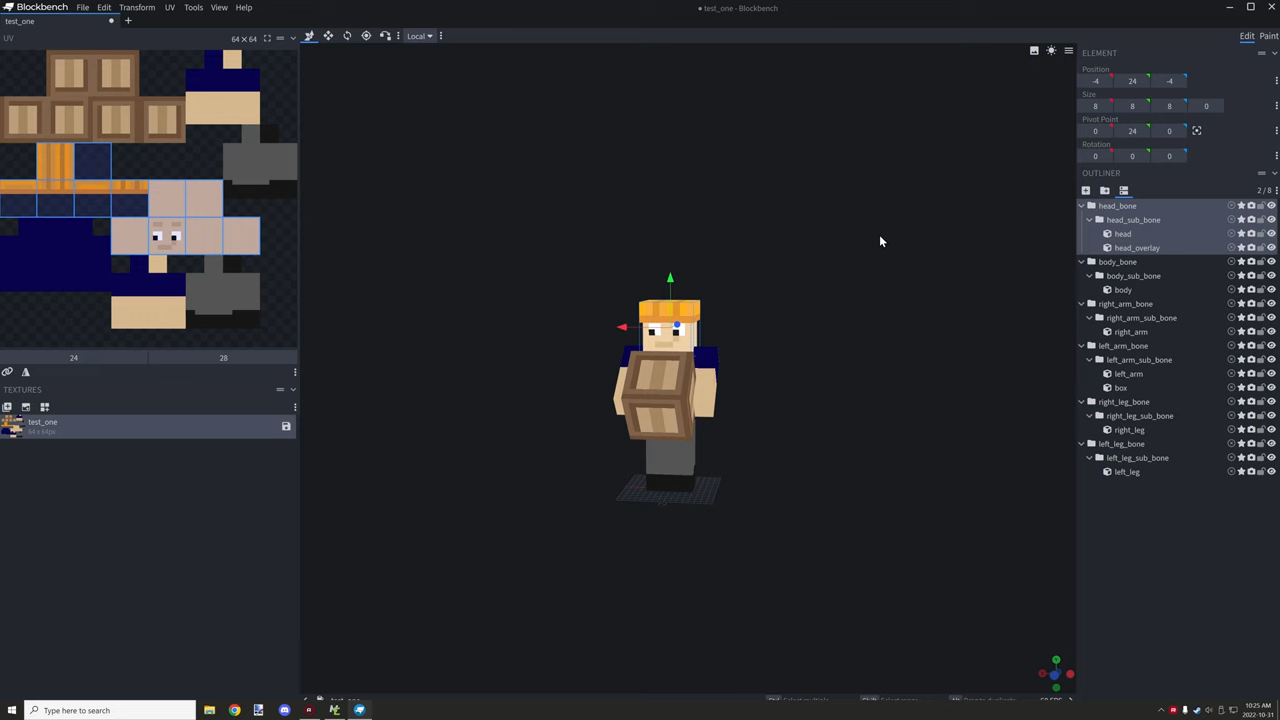 Blockbench File Edit Transform UV Tools View Help • test_one - Blockbench
test_one
UV 64×64 Local Edit Paint
ELEMENT
Position
-4 24 -4
Size
8 8 8 0
Pivot Point
0 24 0
Rotation
0 0 0
OUTLINER
2 / 8
head_bone
head_sub_bone
head
head_overlay
body_bone
body_sub_bone
body
right_arm_bone
right_arm_sub_bone
right_arm
left_arm_bone
left_arm_sub_bone
left_arm
box
right_leg_bone
right_leg_sub_bone
right_leg
left_leg_bone
left_leg_sub_bone
left_leg
24 28
TEXTURES
test_one
64 x 64px
Type here to search
10:25 AM
2022-10-31